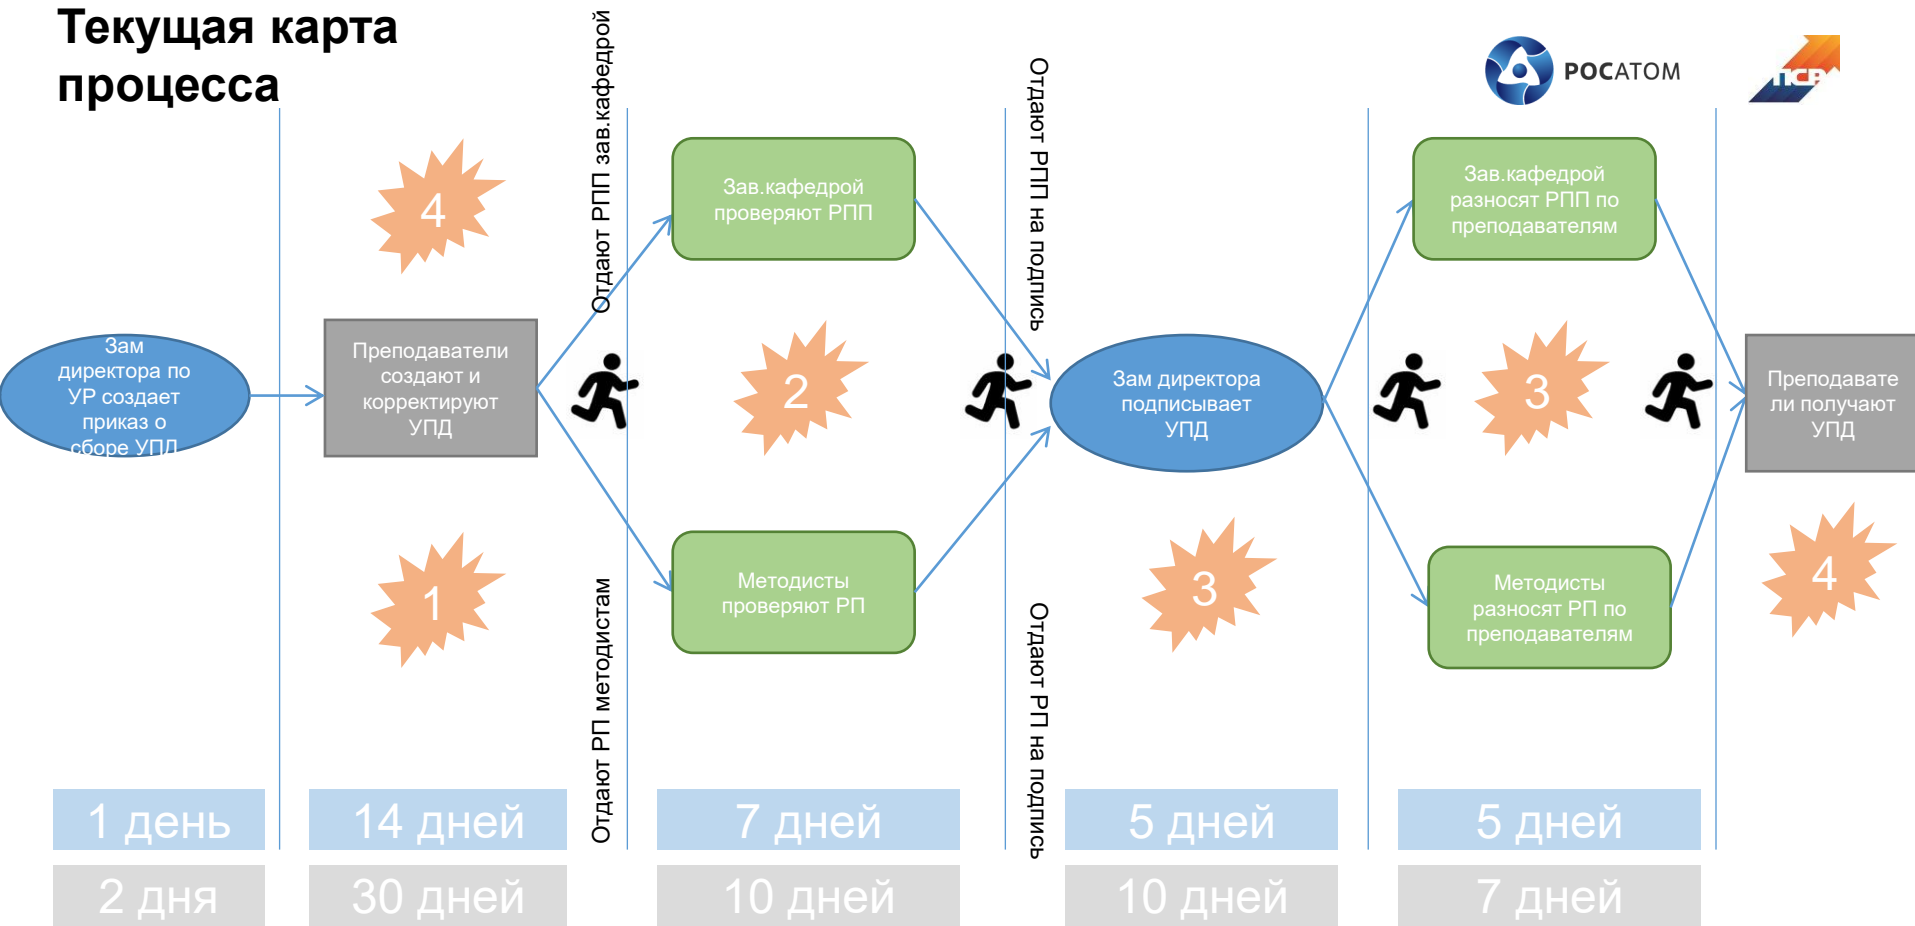 Текущая карта
процесса
РОСАТОМ
ПСР
Отдают РПП зав.кафедрой
Отдают РПП на подпись
4
Зав.кафедрой
проверяют РПП
Зав.кафедрой
разносят РПП по
преподавателям
Зам
директора по
УР создает
приказ о
сборе УПД
Преподаватели
создают и
корректируют
УПД
2
Зам директора
подписывает
УПД
3
Преподавате
ли получают
УПД
1
Методисты
проверяют РП
3
Методисты
разносят РП по
преподавателям
4
Отдают РП методистам
Отдают РП на подпись
1 день
14 дней
7 дней
5 дней
5 дней
2 дня
30 дней
10 дней
10 дней
7 дней